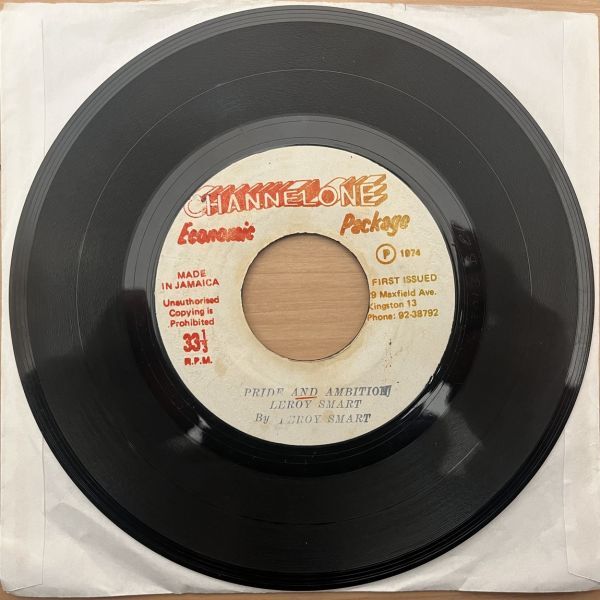 CHANNEL ONE
Economic Package
℗ 1974
MADE
IN JAMAICA
FIRST ISSUED
9 Maxfield Ave.
Kingston 13
Phone: 92-38792
Unauthorised
Copying is
Prohibited
33⅓
R.P.M.
PRIDE AND AMBITION
LEROY SMART
By LEROY SMART